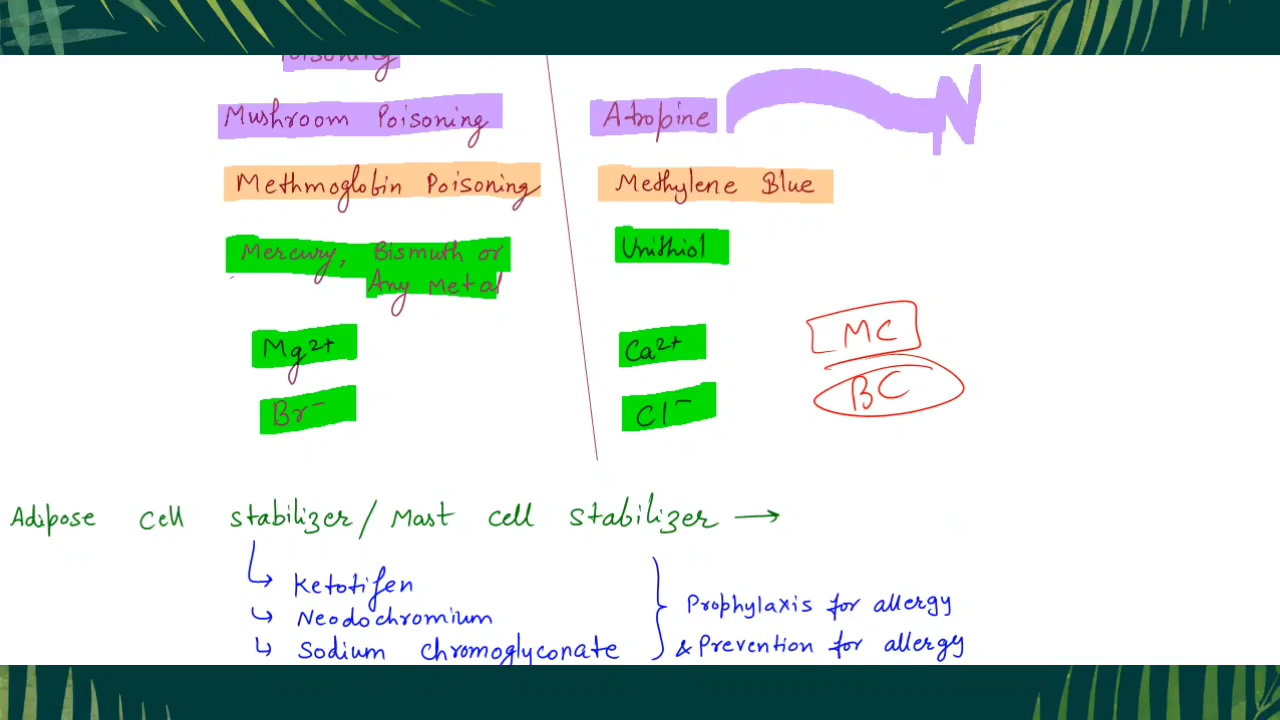 Poisoning
Mushroom Poisoning Atropine
Methmoglobin Poisoning Methylene Blue
Mercury, Bismuth or Unithiol
Any Metal
Mg2+ Ca2+ MC
Br- Cl- BC
Adipose cell stabilizer/Mast cell stabilizer →
↳ Ketotifen
↳ Neodochromium
↳ Sodium chromoglyconate
Prophylaxis for allergy
& Prevention for allergy